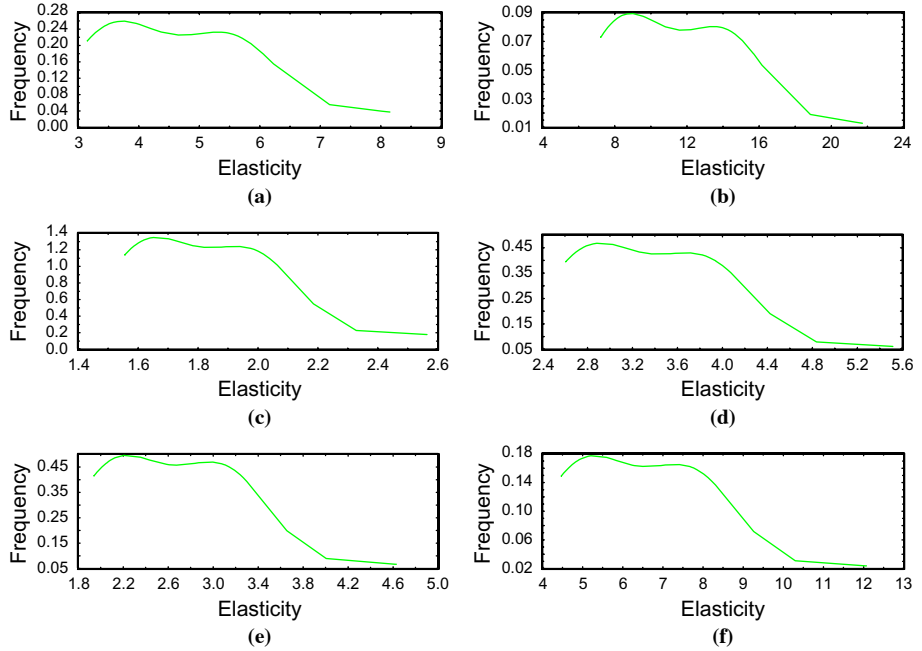 0.28
0.24
0.20
0.16
0.12
0.08
0.04
0.00
Frequency
3 4 5 6 7 8 9
Elasticity
(a)
0.09
0.07
0.05
0.03
0.01
Frequency
4 8 12 16 20 24
Elasticity
(b)
1.4
1.2
1.0
0.8
0.6
0.4
0.2
0.0
Frequency
1.4 1.6 1.8 2.0 2.2 2.4 2.6
Elasticity
(c)
0.45
0.35
0.25
0.15
0.05
Frequency
2.4 2.8 3.2 3.6 4.0 4.4 4.8 5.2 5.6
Elasticity
(d)
0.45
0.35
0.25
0.15
0.05
Frequency
1.8 2.2 2.6 3.0 3.4 3.8 4.2 4.6 5.0
Elasticity
(e)
0.18
0.14
0.10
0.06
0.02
Frequency
4 5 6 7 8 9 10 11 12 13
Elasticity
(f)